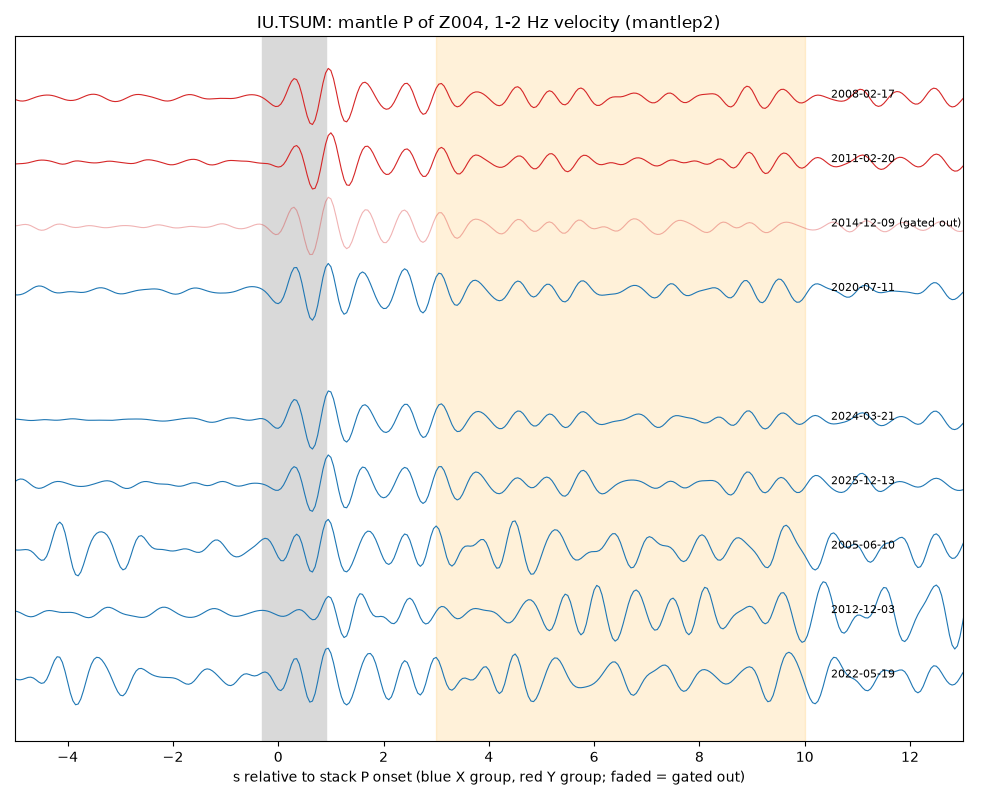 IU.TSUM: mantle P of Z004, 1-2 Hz velocity (mantlep2)
2008-02-17
2011-02-20
2014-12-09 (gated out)
2020-07-11
2024-03-21
2025-12-13
2005-06-10
2012-12-03
2022-05-19
−4 −2 0 2 4 6 8 10 12
s relative to stack P onset (blue X group, red Y group; faded = gated out)